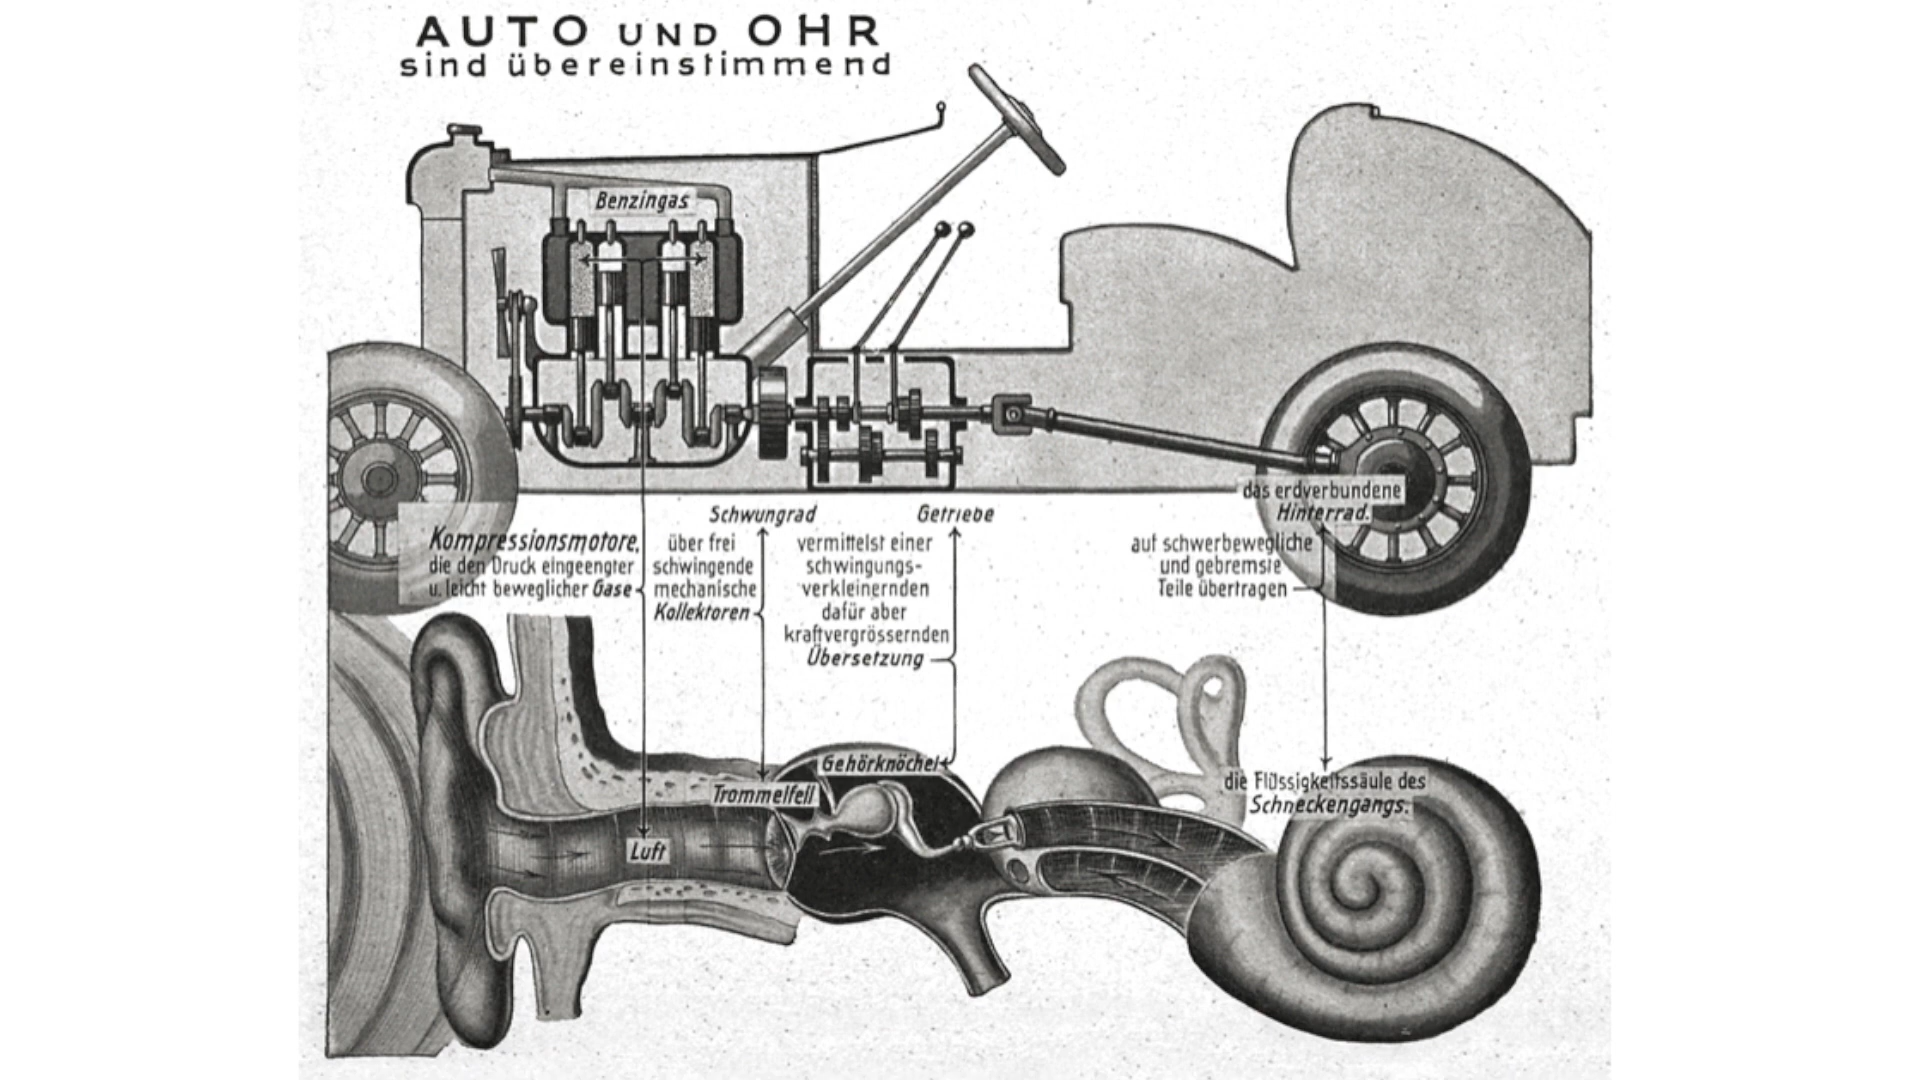 AUTO UND OHR
sind übereinstimmend
Benzingas
Kompressionsmotore,
die den Druck eingeengter
u. leicht beweglicher Gase
Schwungrad
über frei
schwingende
mechanische
Kollektoren
Getriebe
vermittelst einer
schwingungs-
verkleinernden
dafür aber
kraftvergrössernden
Übersetzung
das erdverbundene
Hinterrad.
auf schwerbewegliche
und gebremste
Teile übertragen
Gehörknöchel
Trommelfell
Luft
die Flüssigkeitssäule des
Schneckengangs.